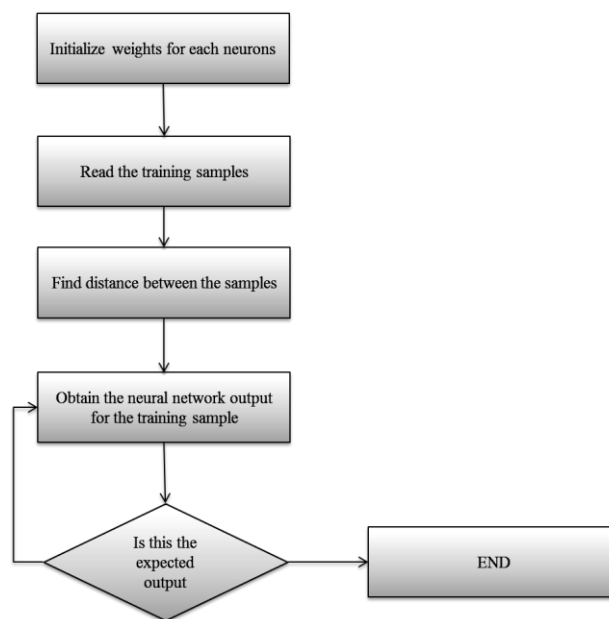 Initialize weights for each neurons
Read the training samples
Find distance between the samples
Obtain the neural network output
for the training sample
Is this the
expected
output
END